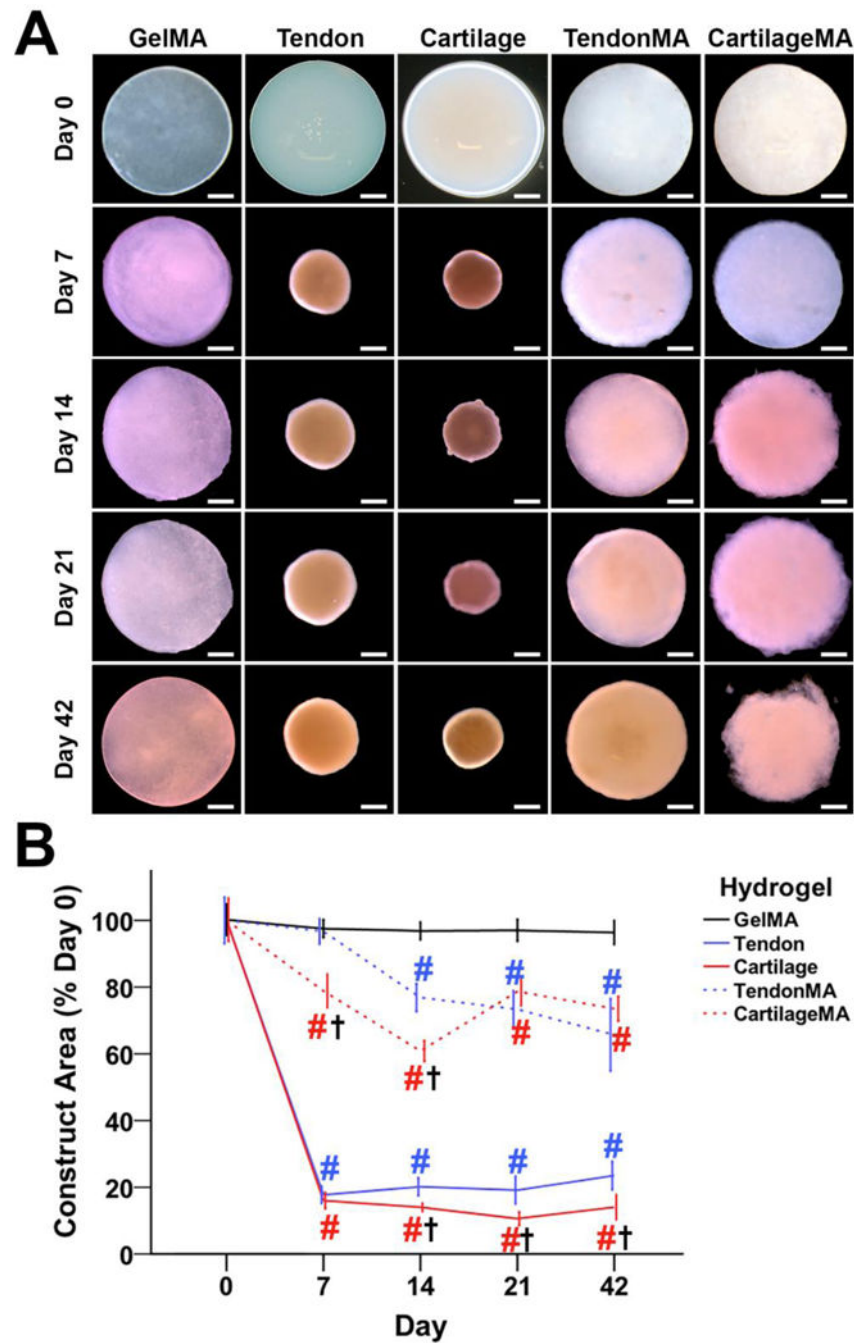 A
GelMA Tendon Cartilage TendonMA CartilageMA
Day 0
Day 7
Day 14
Day 21
Day 42
B
Construct Area (% Day 0)
100
80
60
40
20
0
# # #
# † # † # #
# # # #
# # † # † # †
0 7 14 21 42
Day
Hydrogel
GelMA
Tendon
Cartilage
TendonMA
CartilageMA